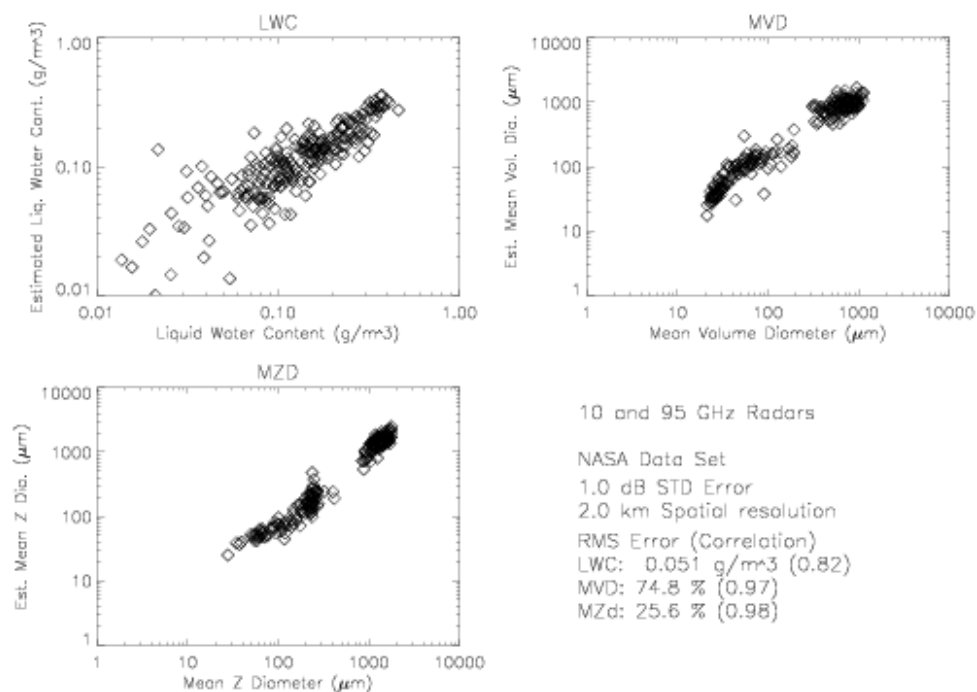 LWC
Estimated Liq. Water Cont. (g/m^3)
1.00
0.10
0.01
0.01 0.10 1.00
Liquid Water Content (g/m^3)
MVD
Est. Mean Vol. Dia. (μm)
10000
1000
100
10
1
1 10 100 1000 10000
Mean Volume Diameter (μm)
MZD
Est. Mean Z Dia. (μm)
10000
1000
100
10
1
1 10 100 1000 10000
Mean Z Diameter (μm)
10 and 95 GHz Radars
NASA Data Set
1.0 dB STD Error
2.0 km Spatial resolution
RMS Error (Correlation)
LWC: 0.051 g/m^3 (0.82)
MVD: 74.8 % (0.97)
MZd: 25.6 % (0.98)